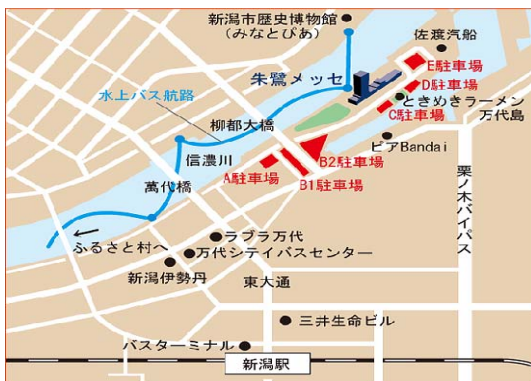 新潟市歴史博物館
(みなとぴあ)
佐渡汽船
朱鷺メッセ
E駐車場
D駐車場
水上バス航路
ときめきラーメン
万代島
C駐車場
柳都大橋
ピアBandai
信濃川
B2駐車場
A駐車場
B1駐車場
萬代橋
栗ノ木バイパス
ふるさと村へ
ラブラ万代
万代シテイバスセンター
新潟伊勢丹
東大通
三井生命ビル
バスターミナル
新潟駅